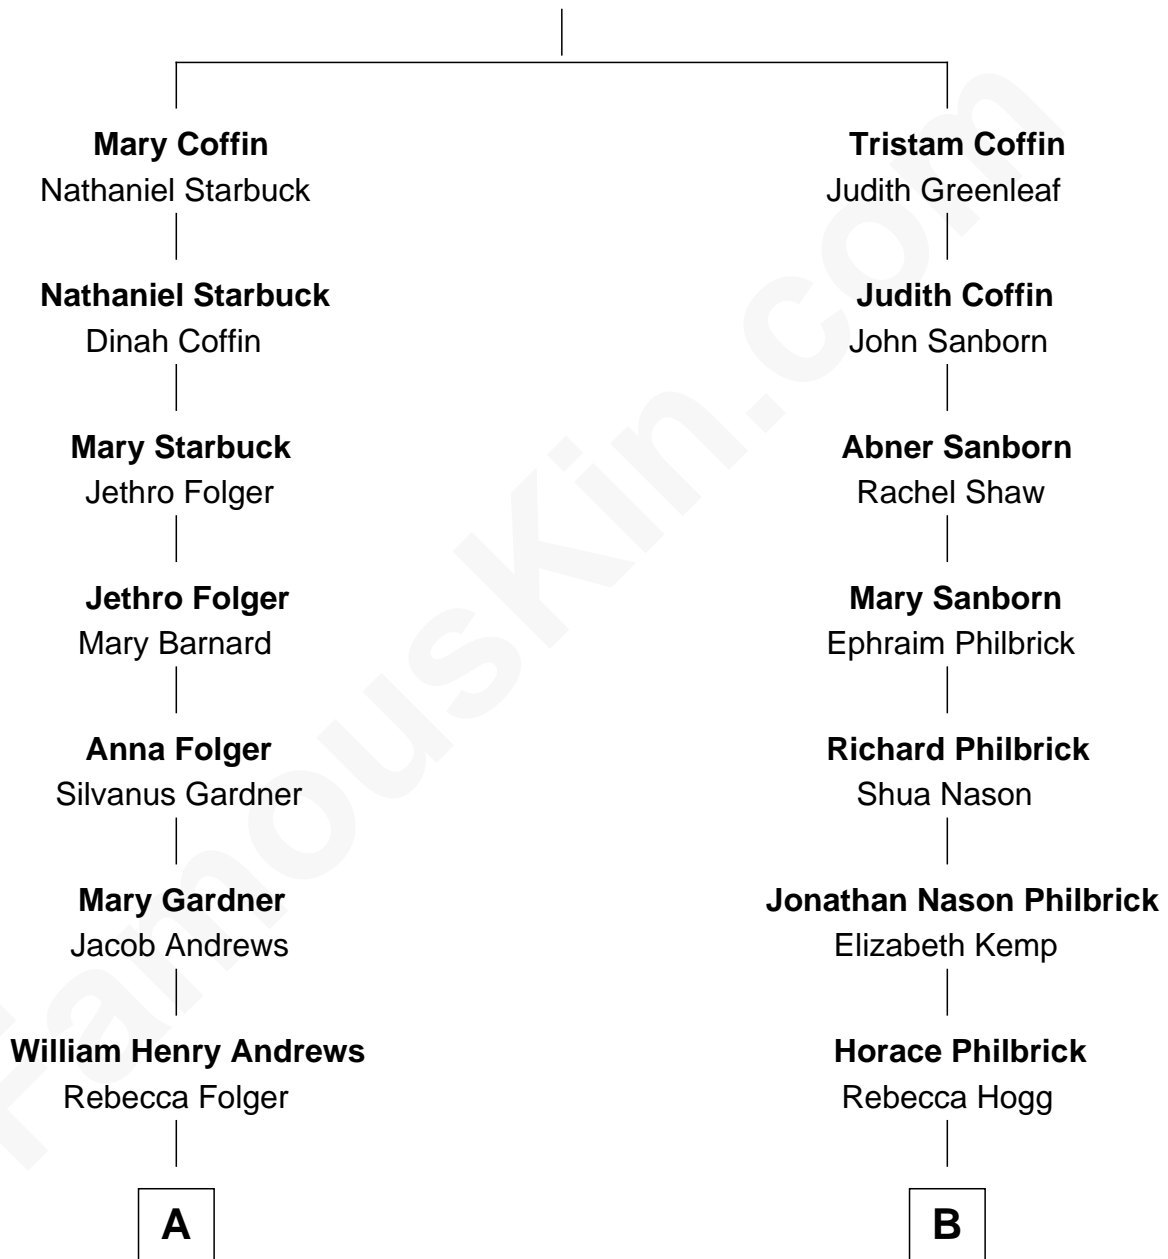 Mary Coffin
Nathaniel Starbuck
Nathaniel Starbuck
Dinah Coffin
Mary Starbuck
Jethro Folger
Jethro Folger
Mary Barnard
Anna Folger
Silvanus Gardner
Mary Gardner
Jacob Andrews
William Henry Andrews
Rebecca Folger
A
Tristam Coffin
Judith Greenleaf
Judith Coffin
John Sanborn
Abner Sanborn
Rachel Shaw
Mary Sanborn
Ephraim Philbrick
Richard Philbrick
Shua Nason
Jonathan Nason Philbrick
Elizabeth Kemp
Horace Philbrick
Rebecca Hogg
B
FamousKin.com